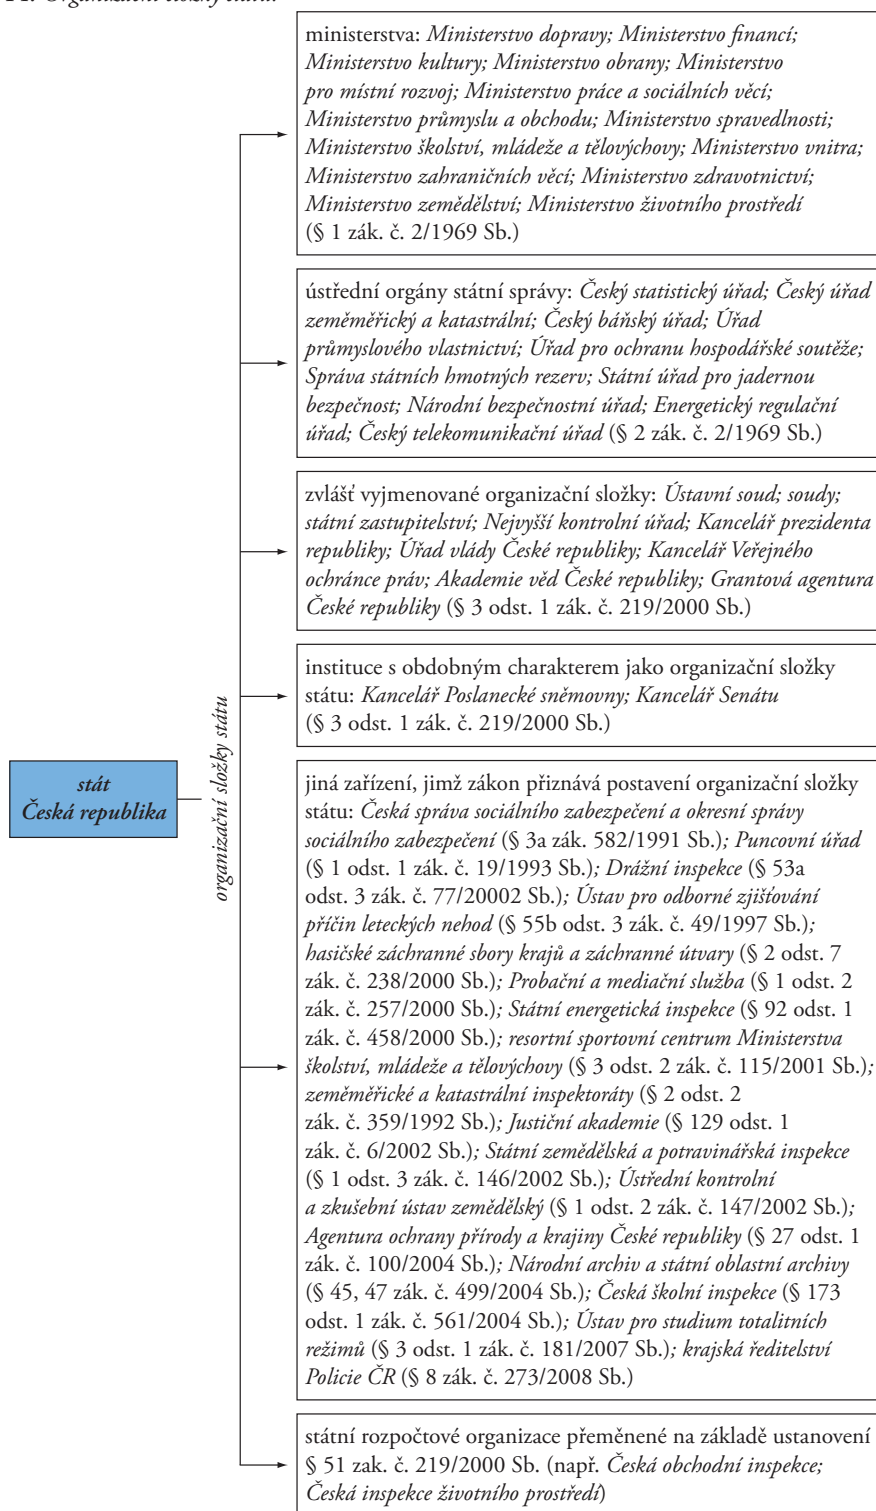 ministerstva: Ministerstvo dopravy; Ministerstvo financí;
Ministerstvo kultury; Ministerstvo obrany; Ministerstvo
pro místní rozvoj; Ministerstvo práce a sociálních věcí;
Ministerstvo průmyslu a obchodu; Ministerstvo spravedlnosti;
Ministerstvo školství, mládeže a tělovýchovy; Ministerstvo vnitra;
Ministerstvo zahraničních věcí; Ministerstvo zdravotnictví;
Ministerstvo zemědělství; Ministerstvo životního prostředí
(§ 1 zák. č. 2/1969 Sb.)
ústřední orgány státní správy: Český statistický úřad; Český úřad
zeměměřický a katastrální; Český báňský úřad; Úřad
průmyslového vlastnictví; Úřad pro ochranu hospodářské soutěže;
Správa státních hmotných rezerv; Státní úřad pro jadernou
bezpečnost; Národní bezpečnostní úřad; Energetický regulační
úřad; Český telekomunikační úřad (§ 2 zák. č. 2/1969 Sb.)
zvlášť vyjmenované organizační složky: Ústavní soud; soudy;
státní zastupitelství; Nejvyšší kontrolní úřad; Kancelář prezidenta
republiky; Úřad vlády České republiky; Kancelář Veřejného
ochránce práv; Akademie věd České republiky; Grantová agentura
České republiky (§ 3 odst. 1 zák. č. 219/2000 Sb.)
instituce s obdobným charakterem jako organizační složky
státu: Kancelář Poslanecké sněmovny; Kancelář Senátu
(§ 3 odst. 1 zák. č. 219/2000 Sb.)
stát
Česká republika
organizační složky státu
jiná zařízení, jimž zákon přiznává postavení organizační složky
státu: Česká správa sociálního zabezpečení a okresní správy
sociálního zabezpečení (§ 3a zák. 582/1991 Sb.); Puncovní úřad
(§ 1 odst. 1 zák. č. 19/1993 Sb.); Drážní inspekce (§ 53a
odst. 3 zák. č. 77/20002 Sb.); Ústav pro odborné zjišťování
příčin leteckých nehod (§ 55b odst. 3 zák. č. 49/1997 Sb.);
hasičské záchranné sbory krajů a záchranné útvary (§ 2 odst. 7
zák. č. 238/2000 Sb.); Probační a mediační služba (§ 1 odst. 2
zák. č. 257/2000 Sb.); Státní energetická inspekce (§ 92 odst. 1
zák. č. 458/2000 Sb.); resortní sportovní centrum Ministerstva
školství, mládeže a tělovýchovy (§ 3 odst. 2 zák. č. 115/2001 Sb.);
zeměměřické a katastrální inspektoráty (§ 2 odst. 2
zák. č. 359/1992 Sb.); Justiční akademie (§ 129 odst. 1
zák. č. 6/2002 Sb.); Státní zemědělská a potravinářská inspekce
(§ 1 odst. 3 zák. č. 146/2002 Sb.); Ústřední kontrolní
a zkušební ústav zemědělský (§ 1 odst. 2 zák. č. 147/2002 Sb.);
Agentura ochrany přírody a krajiny České republiky (§ 27 odst. 1
zák. č. 100/2004 Sb.); Národní archiv a státní oblastní archivy
(§ 45, 47 zák. č. 499/2004 Sb.); Česká školní inspekce (§ 173
odst. 1 zák. č. 561/2004 Sb.); Ústav pro studium totalitních
režimů (§ 3 odst. 1 zák. č. 181/2007 Sb.); krajská ředitelství
Policie ČR (§ 8 zák. č. 273/2008 Sb.)
státní rozpočtové organizace přeměnené na základě ustanovení
§ 51 zak. č. 219/2000 Sb. (např. Česká obchodní inspekce;
Česká inspekce životního prostředí)